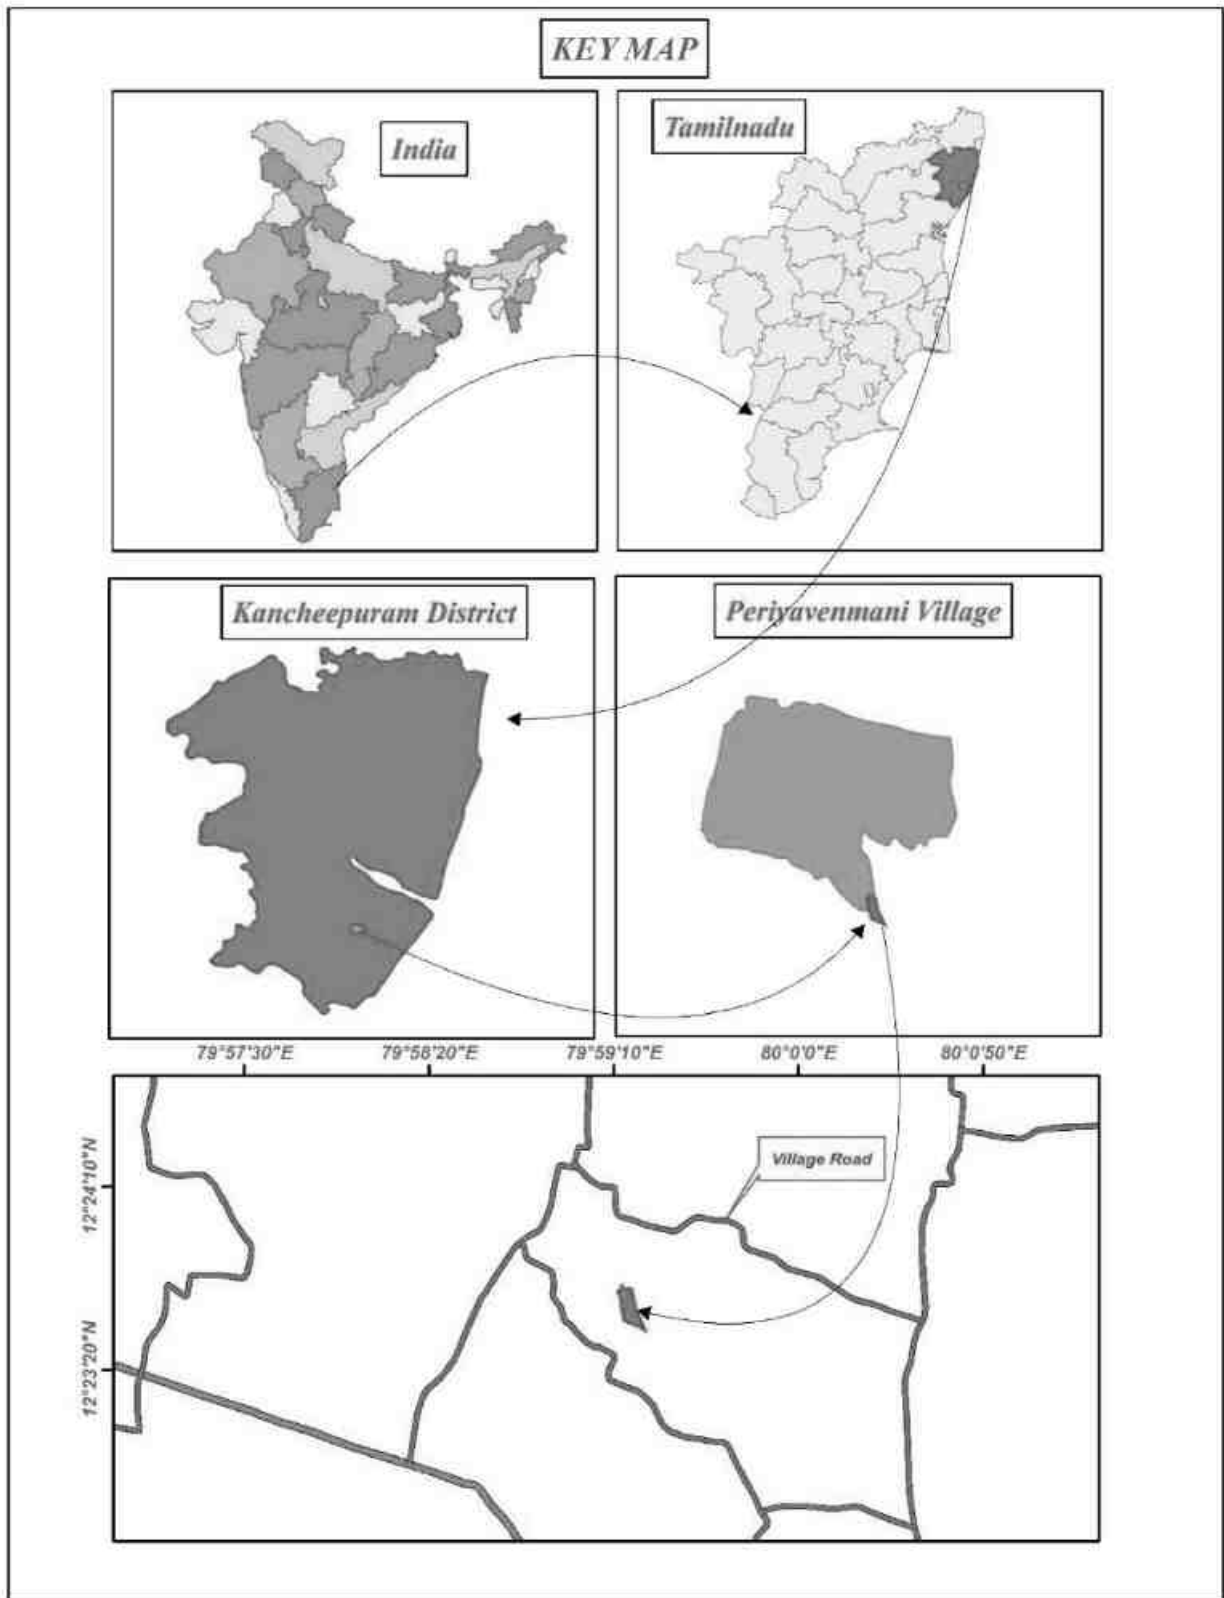 KEY MAP
India
Tamilnadu
Kancheepuram District
Periyavenmani Village
79°57'30"E 79°58'20"E 79°59'10"E 80°0'0"E 80°0'50"E
12°24'10"N
Village Road
12°23'20"N